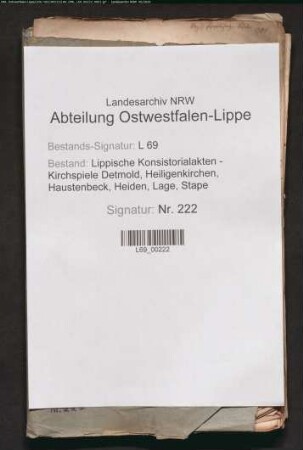 Landesarchiv NRW
Abteilung Ostwestfalen-Lippe
Bestands-Signatur: L 69
Bestand: Lippische Konsistorialakten -
Kirchspiele Detmold, Heiligenkirchen,
Haustenbeck, Heiden, Lage, Stape
Signatur: Nr. 222
L69_00222